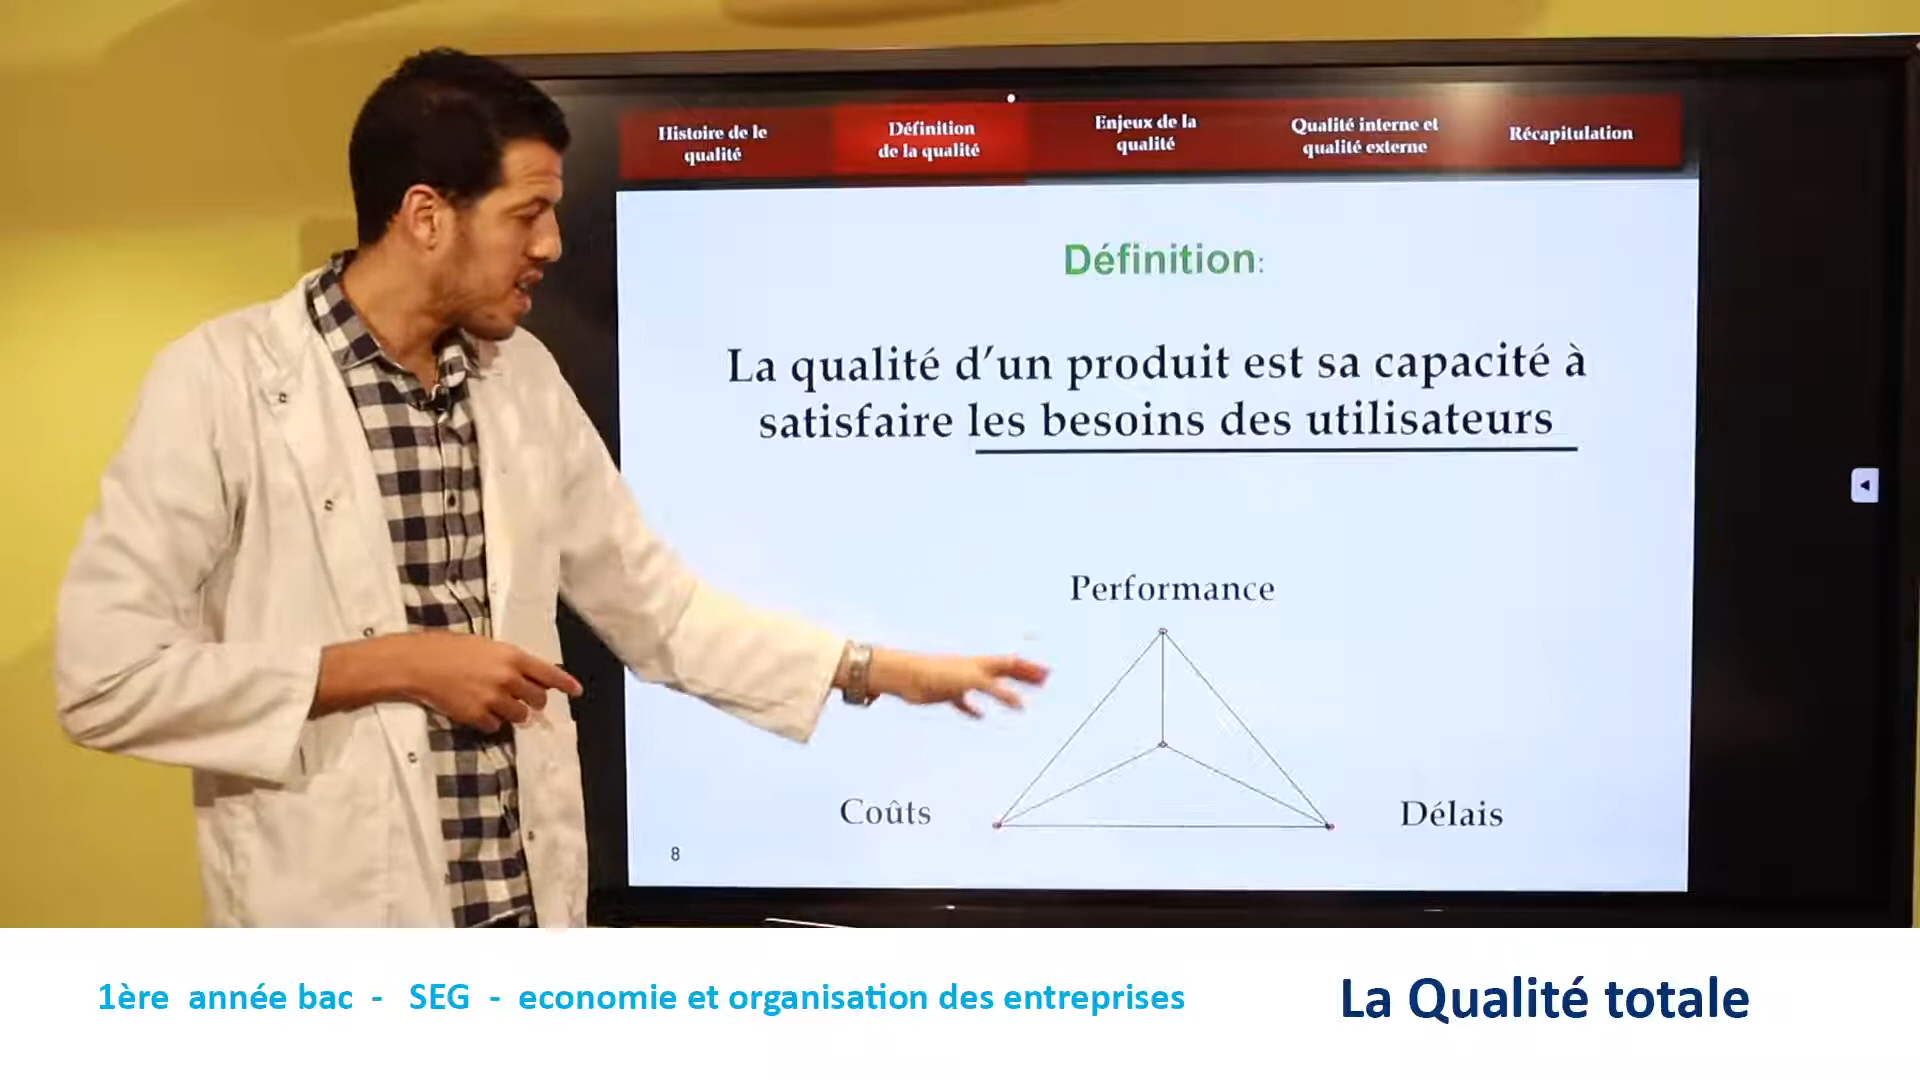 Histoire de le
qualité
Définition
de la qualité
Enjeux de la
qualité
Qualité interne et
qualité externe
Récapitulation
Définition:
La qualité d’un produit est sa capacité à
satisfaire les besoins des utilisateurs
Performance
Coûts
Délais
8
1ère année bac - SEG - economie et organisation des entreprises
La Qualité totale